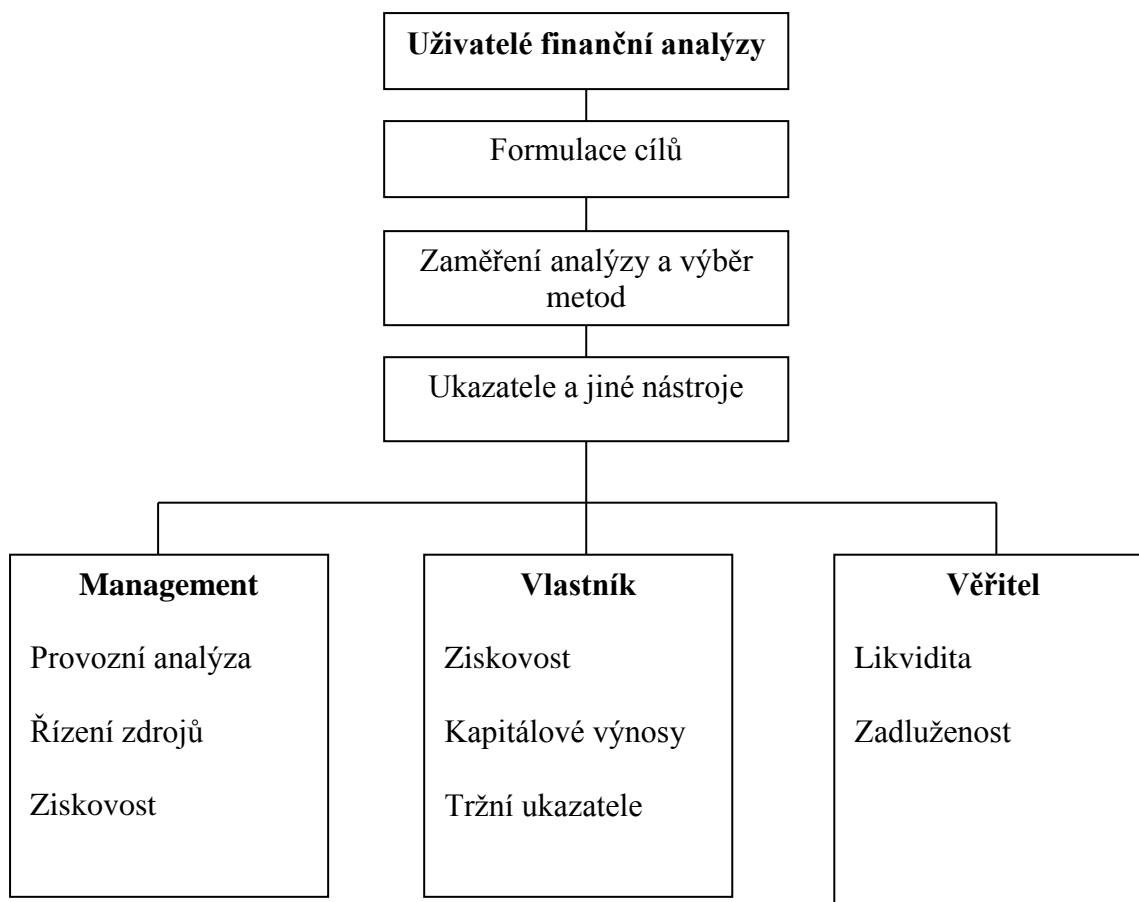 Uživatelé finanční analýzy
Formulace cílů
Zaměření analýzy a výběr
metod
Ukazatele a jiné nástroje
Management
Provozní analýza
Řízení zdrojů
Ziskovost
Vlastník
Ziskovost
Kapitálové výnosy
Tržní ukazatele
Věřitel
Likvidita
Zadluženost